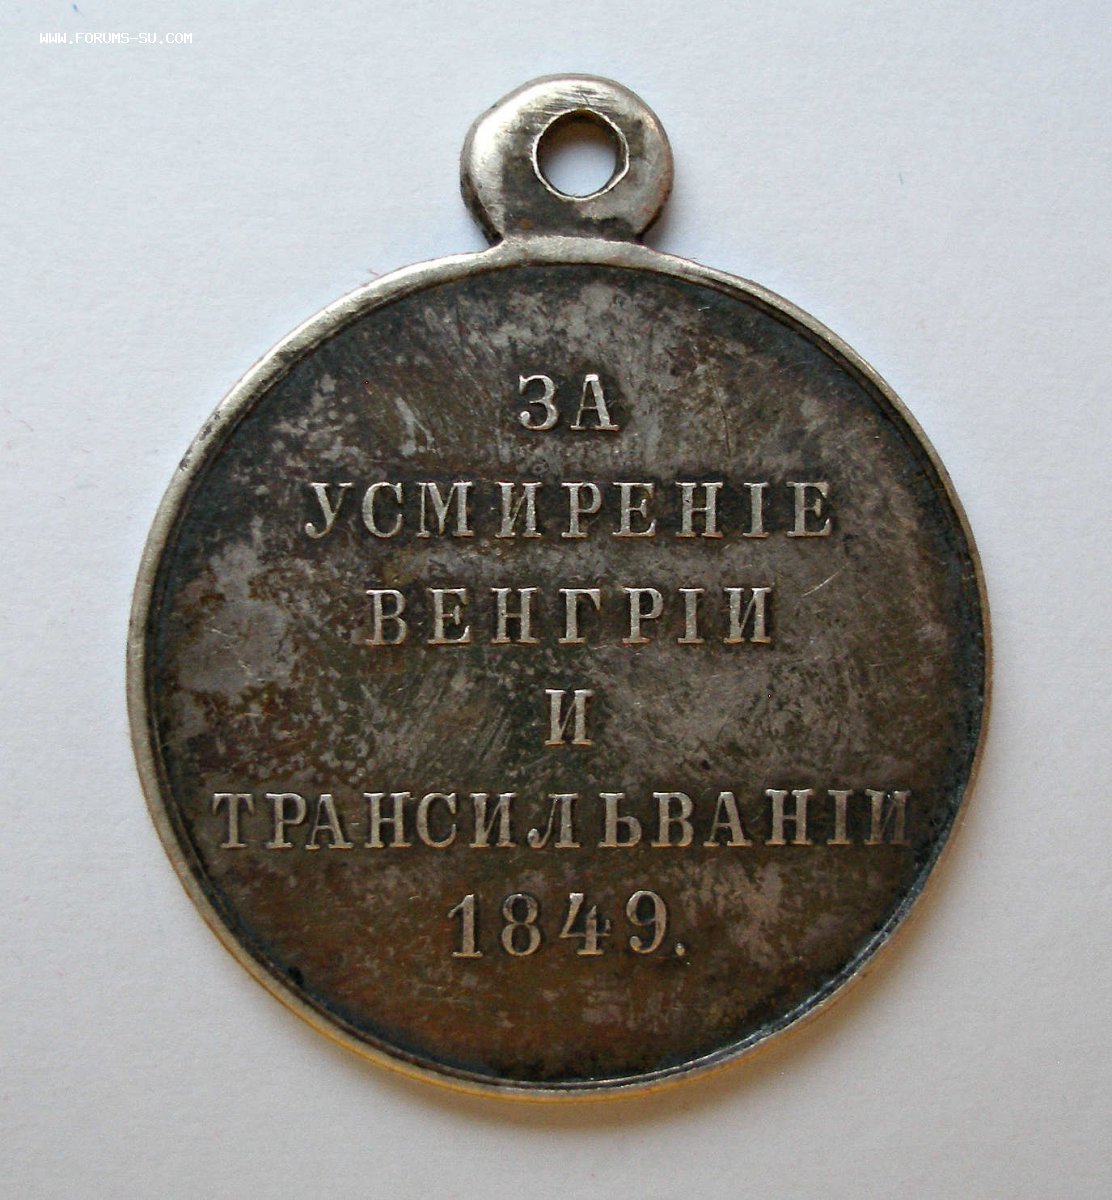 WWW.FORUMS-SU.COM
ЗА
УСМИРЕНІЕ
ВЕНГРІИ
И
ТРАНСИЛЬВАНІИ
1849.